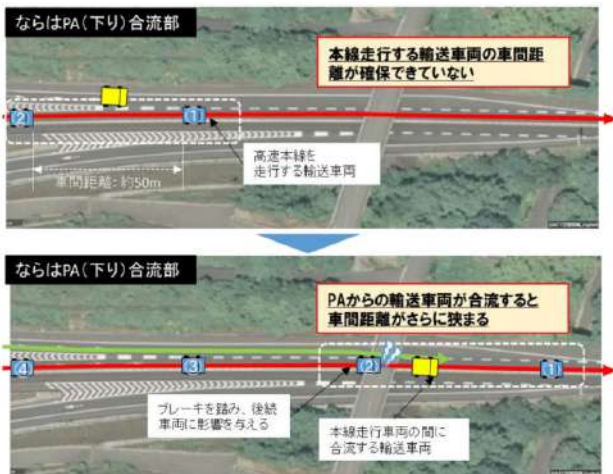 ならはPA(下り)合流部
本線走行する輸送車両の車間距
離が確保できていない
②
①
高速本線を
走行する輸送車両
車間距離:約50m
ならはPA(下り)合流部
PAからの輸送車両が合流すると
車間距離がさらに狭まる
④
③
②
①
ブレーキを踏み、後続
車両に影響を与える
本線走行車両の間に
合流する輸送車両